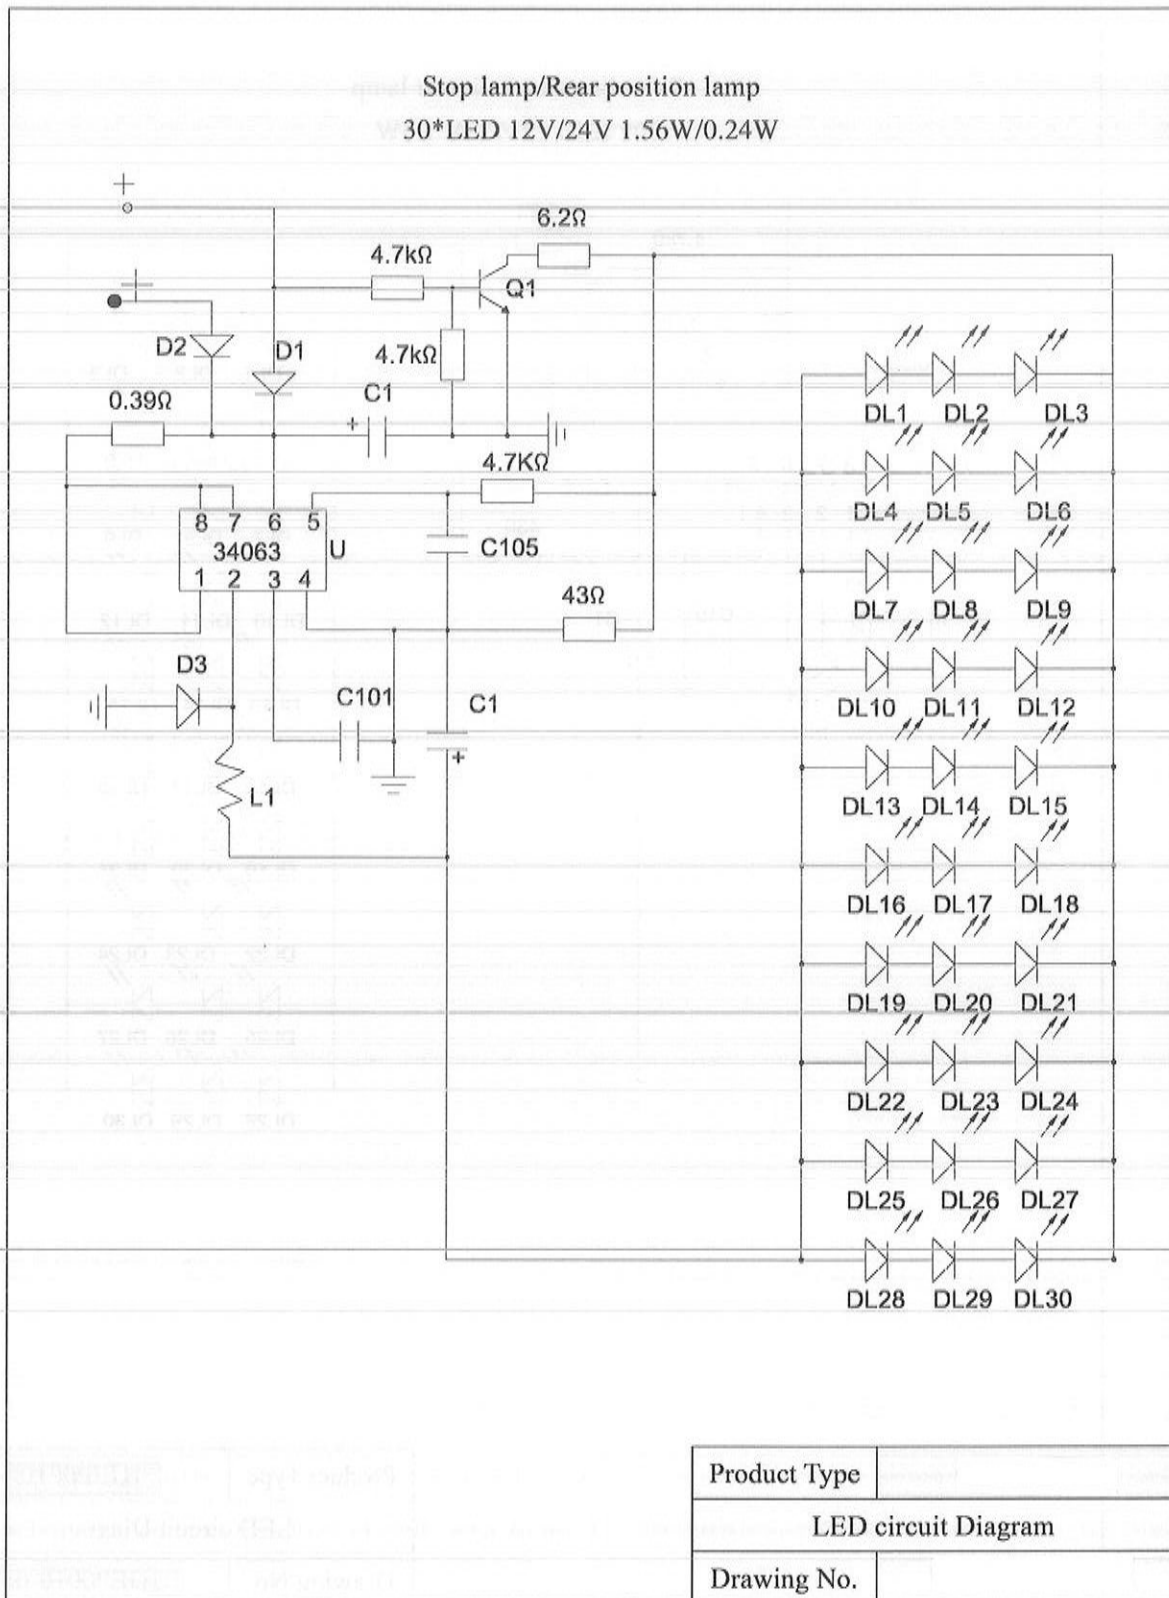 Stop lamp/Rear position lamp
30*LED 12V/24V 1.56W/0.24W
+
6.2Ω
4.7kΩ
+
Q1
D2
D1
4.7kΩ
0.39Ω
C1
+
DL1 DL2 DL3
4.7KΩ
8 7 6 5
34063 U
1 2 3 4
C105
DL4 DL5 DL6
43Ω
DL7 DL8 DL9
D3
C101
C1
+
DL10 DL11 DL12
L1
DL13 DL14 DL15
DL16 DL17 DL18
DL19 DL20 DL21
DL22 DL23 DL24
DL25 DL26 DL27
DL28 DL29 DL30
Product Type
LED circuit Diagram
Drawing No.